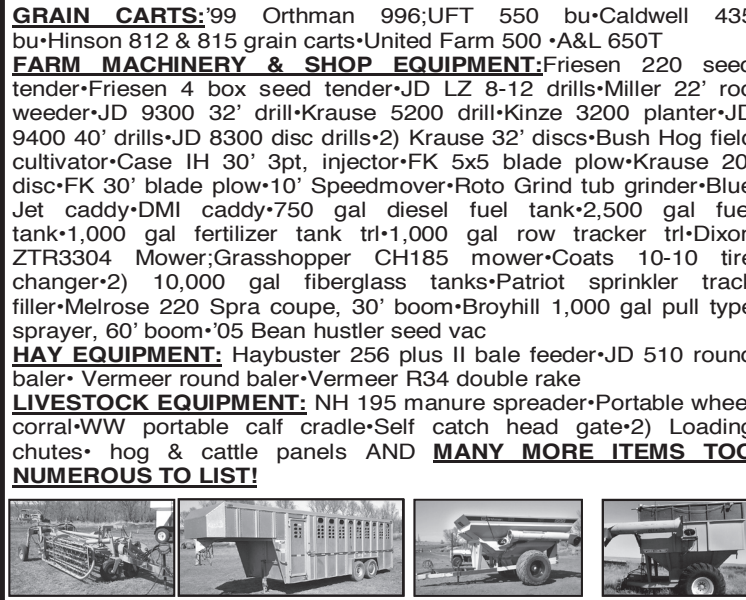 GRAIN CARTS:'99 Orthman 996;UFT 550 bu•Caldwell 435
bu•Hinson 812 & 815 grain carts•United Farm 500 •A&L 650T
FARM MACHINERY & SHOP EQUIPMENT:Friesen 220 seed
tender•Friesen 4 box seed tender•JD LZ 8-12 drills•Miller 22' rod
weeder•JD 9300 32' drill•Krause 5200 drill•Kinze 3200 planter•JD
9400 40' drills•JD 8300 disc drills•2) Krause 32' discs•Bush Hog field
cultivator•Case IH 30' 3pt, injector•FK 5x5 blade plow•Krause 20'
disc•FK 30' blade plow•10' Speedmover•Roto Grind tub grinder•Blue
Jet caddy•DMI caddy•750 gal diesel fuel tank•2,500 gal fuel
tank•1,000 gal fertilizer tank trl•1,000 gal row tracker trl•Dixon
ZTR3304 Mower;Grasshopper CH185 mower•Coats 10-10 tire
changer•2) 10,000 gal fiberglass tanks•Patriot sprinkler track
filler•Melrose 220 Spra coupe, 30' boom•Broyhill 1,000 gal pull type
sprayer, 60' boom•'05 Bean hustler seed vac
HAY EQUIPMENT: Haybuster 256 plus II bale feeder•JD 510 round
baler• Vermeer round baler•Vermeer R34 double rake
LIVESTOCK EQUIPMENT: NH 195 manure spreader•Portable wheel
corral•WW portable calf cradle•Self catch head gate•2) Loading
chutes• hog & cattle panels AND MANY MORE ITEMS TOO
NUMEROUS TO LIST!